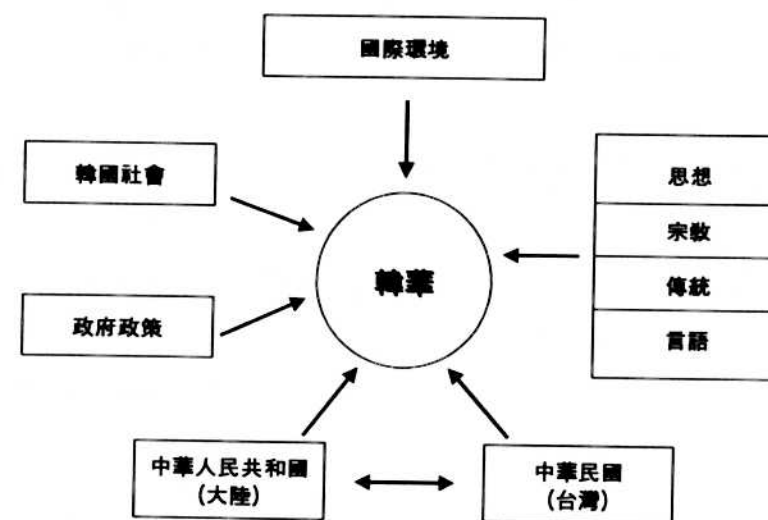 國際環境
韓國社會
思想
宗敎
韓華
傳統
政府政策
言語
中華人民共和國
(大陸)
中華民國
(台灣)